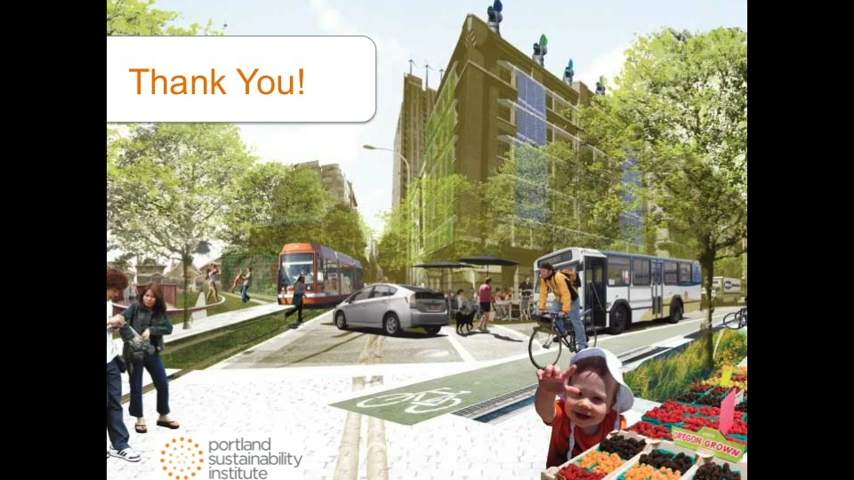 Thank You!
OREGON GROWN
portland
sustainability
institute